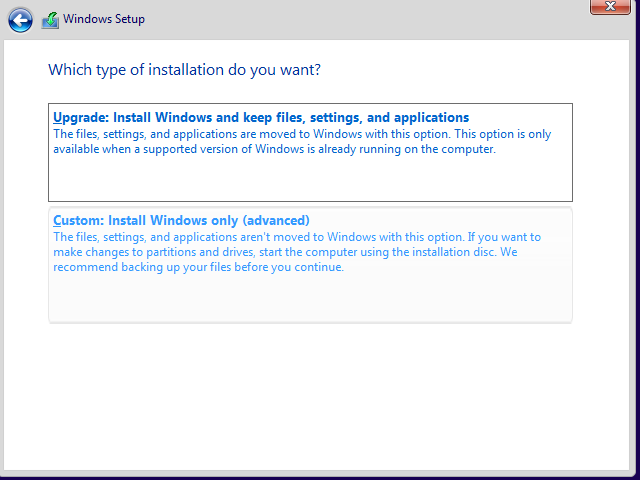 Windows Setup
Which type of installation do you want?
Upgrade: Install Windows and keep files, settings, and applications
The files, settings, and applications are moved to Windows with this option. This option is only
available when a supported version of Windows is already running on the computer.
Custom: Install Windows only (advanced)
The files, settings, and applications aren't moved to Windows with this option. If you want to
make changes to partitions and drives, start the computer using the installation disc. We
recommend backing up your files before you continue.